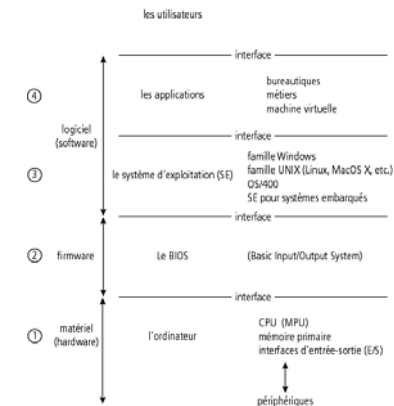 les utilisateurs
interface
④ les applications bureautiques
métiers
machine virtuelle
logiciel
(software)
interface
③ le système d'exploitation (SE) famille Windows
famille UNIX (Linux, MacOS X, etc.)
OS/400
SE pour systèmes embarqués
interface
② firmware Le BIOS (Basic Input/Output System)
interface
① matériel
(hardware)
l'ordinateur
CPU (MPU)
mémoire primaire
interfaces d'entrée-sortie (E/S)
périphériques